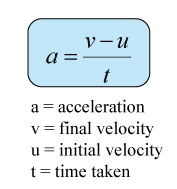 a = v − u / t
a = acceleration
v = final velocity
u = initial velocity
t = time taken